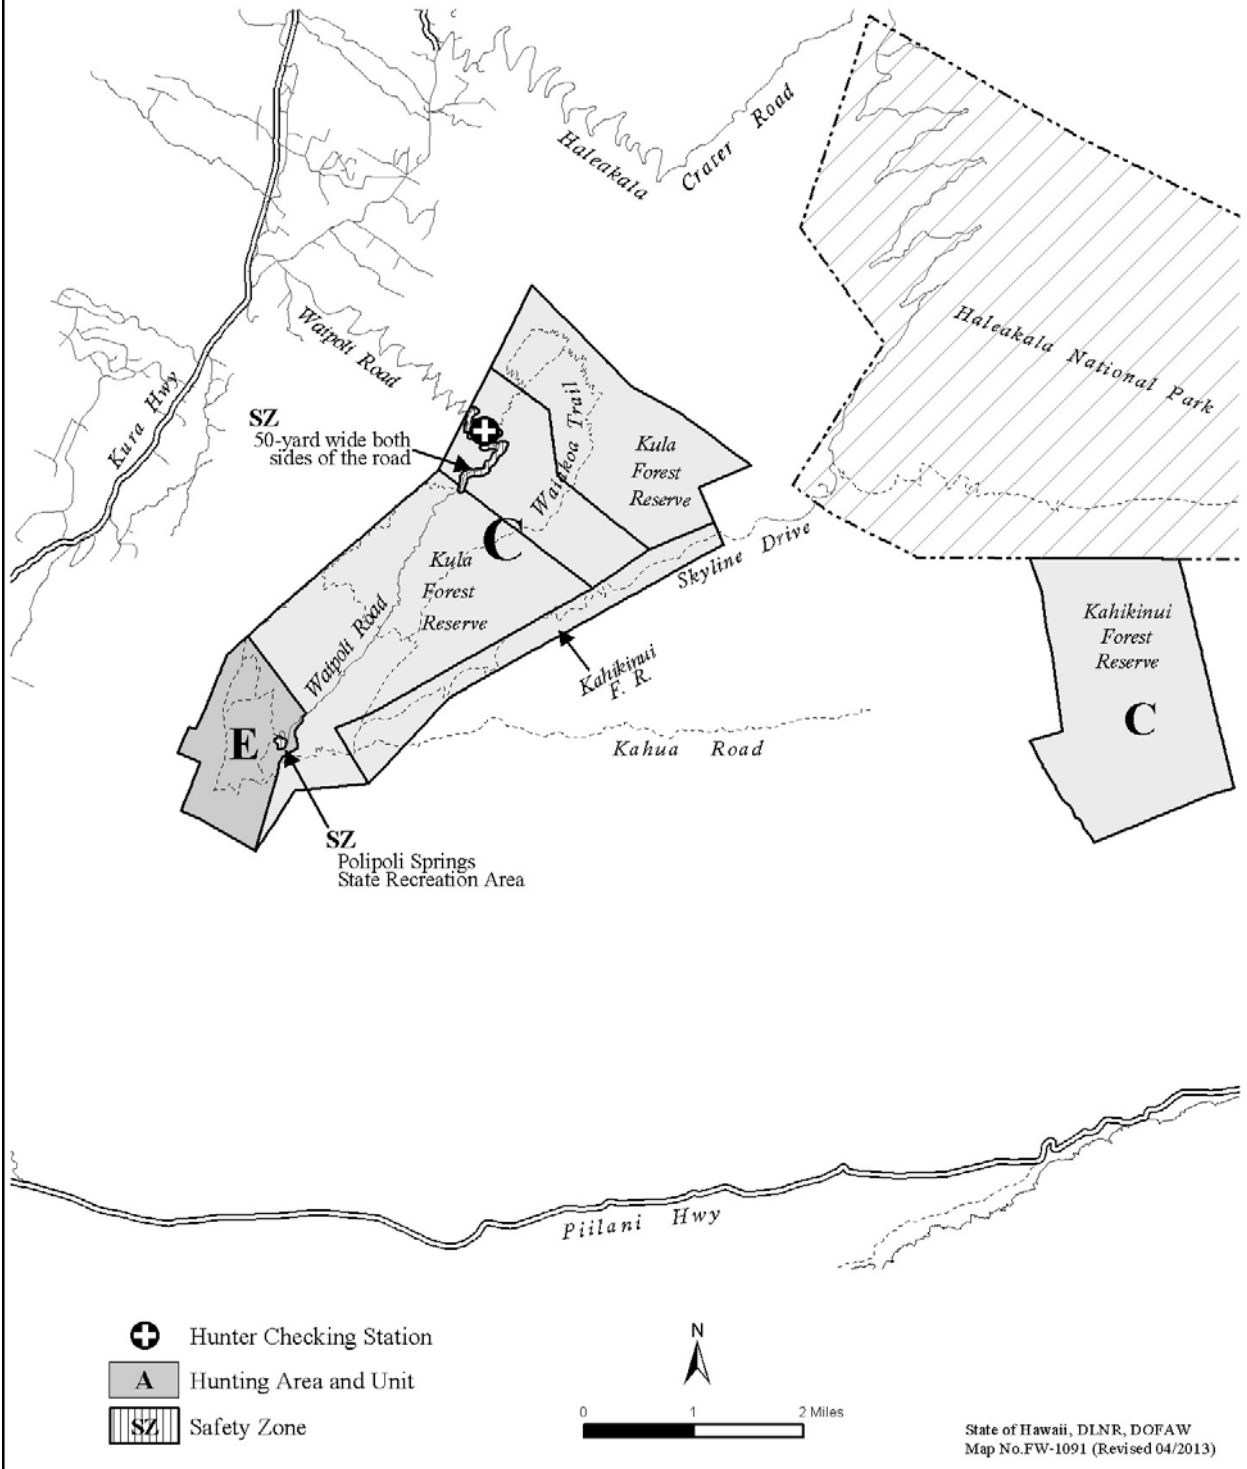 Haleakala
Crater Road
Waipoli Road
Kura Hwy
Haleakala National Park
SZ
50-yard wide both
sides of the road
Waiakoa Trail
Kula
Forest
Reserve
C
Kula
Forest
Reserve
Skyline Drive
Waipoli Road
Kahikinui
F. R.
Kahikinui
Forest
Reserve
C
E
Kahua Road
SZ
Polipoli Springs
State Recreation Area
Piilani Hwy
Hunter Checking Station
A Hunting Area and Unit
SZ Safety Zone
N
0 1 2 Miles
State of Hawaii, DLNR, DOFAW
Map No.FW-1091 (Revised 04/2013)